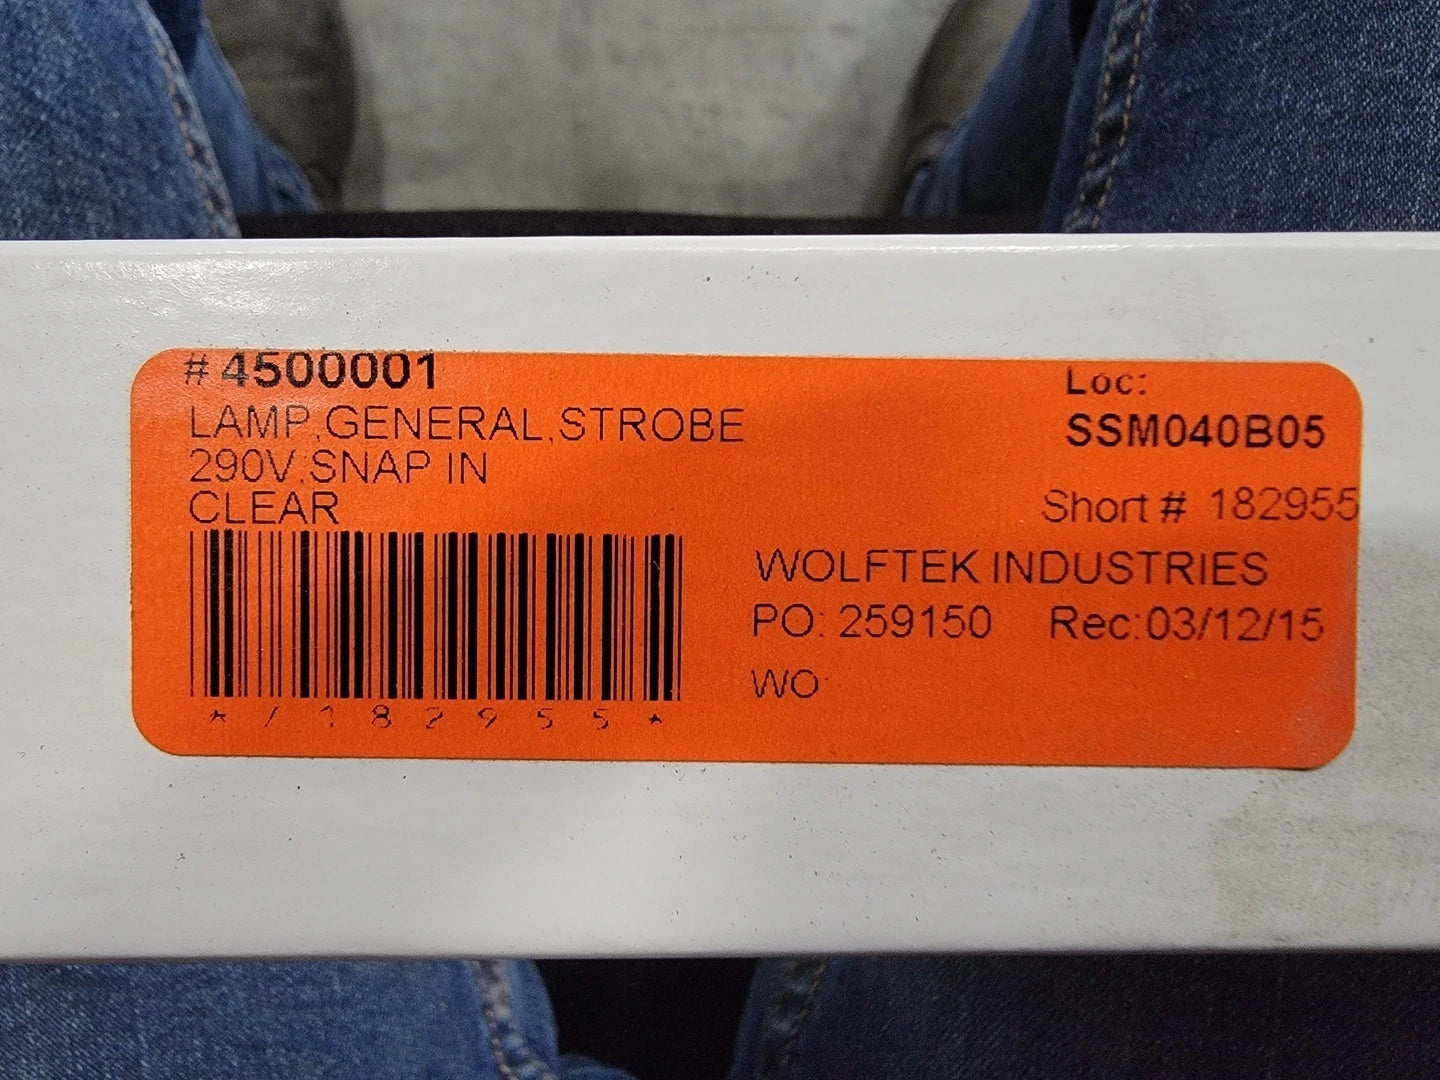 # 4500001
LAMP,GENERAL,STROBE
290V,SNAP IN
CLEAR
*/182955*
Loc:
SSM040B05
Short # 182955
WOLFTEK INDUSTRIES
PO: 259150 Rec:03/12/15
WO: